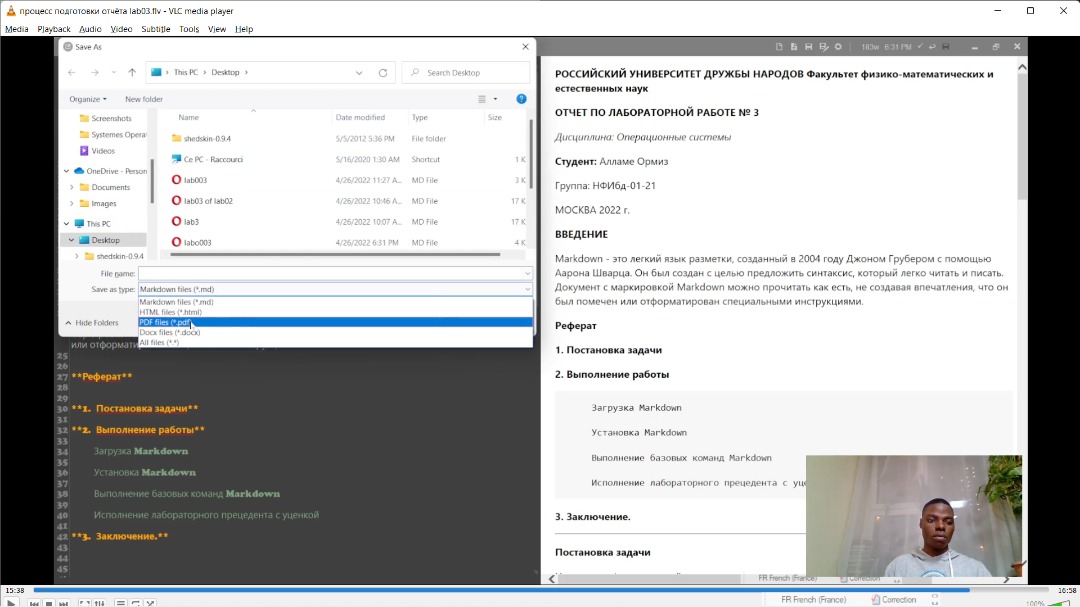 процесс подготовки отчёта lab03.flv - VLC media player
Media Playback Audio Video Subtitle Tools View Help
Save As
This PC > Desktop >
Search Desktop
Organize
New folder
Name Date modified Type Size
Screenshots
Systemes Opera
Videos
OneDrive - Person
Documents
Images
This PC
Desktop
shedskin-0.9.4
shedskin-0.9.4 5/5/2012 5:36 PM File folder
Ce PC - Raccourci 5/16/2020 1:30 AM Shortcut 1 K
lab003 4/26/2022 11:27 A... MD File 3 K
lab03 of lab02 4/26/2022 10:46 A... MD File 17 K
lab3 4/26/2022 10:07 A... MD File 17 K
labo003 4/26/2022 6:31 PM MD File 4 K
File name:
Save as type: Markdown files (*.md)
Markdown files (*.md)
HTML files (*.html)
PDF files (*.pdf)
Docx files (*.docx)
All files (*.*)
Hide Folders
25
26
27 **Реферат**
28
29
30 **1. Постановка задачи**
31
32 **2. Выполнение работы**
33
34 Загрузка Markdown
35
36 Установка Markdown
37
38 Выполнение базовых команд Markdown
39
40 Исполнение лабораторного прецедента с уценкой
41
42 **3. Заключение.**
43
44
45
183w 6:31 PM
РОССИЙСКИЙ УНИВЕРСИТЕТ ДРУЖБЫ НАРОДОВ Факультет физико-математических и
естественных наук
ОТЧЕТ ПО ЛАБОРАТОРНОЙ РАБОТЕ № 3
Дисциплина: Операционные системы
Студент: Алламе Ормиз
Группа: НФИбд-01-21
МОСКВА 2022 г.
ВВЕДЕНИЕ
Markdown - это легкий язык разметки, созданный в 2004 году Джоном Грубером с помощью
Аарона Шварца. Он был создан с целью предложить синтаксис, который легко читать и писать.
Документ с маркировкой Markdown можно прочитать как есть, не создавая впечатления, что он
был помечен или отформатирован специальными инструкциями.
Реферат
1. Постановка задачи
2. Выполнение работы
Загрузка Markdown
Установка Markdown
Выполнение базовых команд Markdown
Исполнение лабораторного прецедента с уце
3. Заключение.
Постановка задачи
FR French (France) Correction
15:38
16:58
FR French (France) Correction
100%